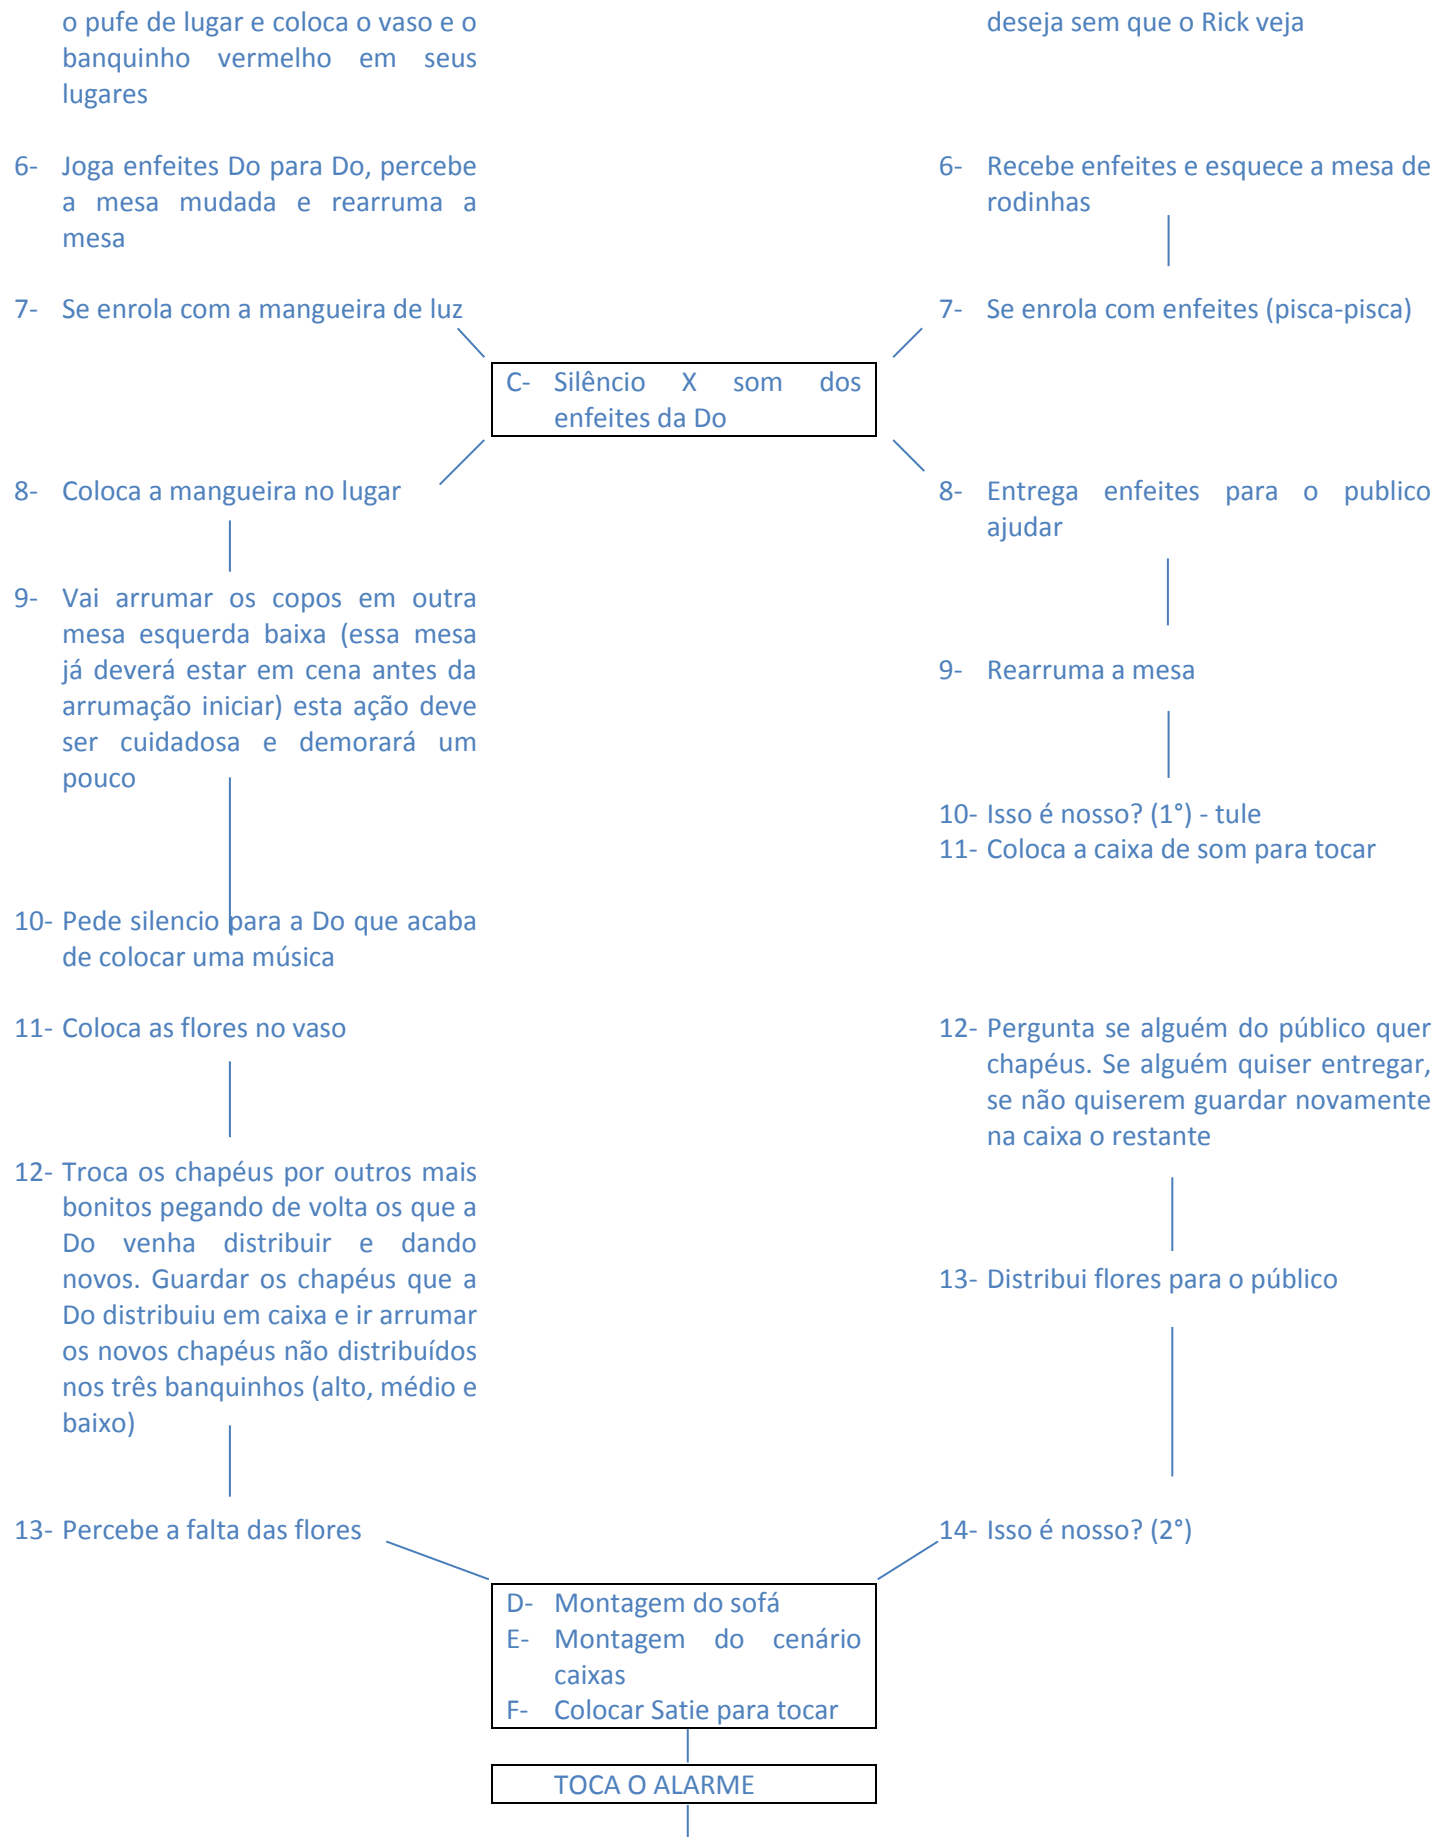 o pufe de lugar e coloca o vaso e o
banquinho vermelho em seus
lugares
deseja sem que o Rick veja
6- Joga enfeites Do para Do, percebe
a mesa mudada e rearruma a
mesa
6- Recebe enfeites e esquece a mesa de
rodinhas
7- Se enrola com a mangueira de luz
7- Se enrola com enfeites (pisca-pisca)
C- Silêncio X som dos
enfeites da Do
8- Coloca a mangueira no lugar
8- Entrega enfeites para o publico
ajudar
9- Vai arrumar os copos em outra
mesa esquerda baixa (essa mesa
já deverá estar em cena antes da
arrumação iniciar) esta ação deve
ser cuidadosa e demorará um
pouco
9- Rearruma a mesa
10- Isso é nosso? (1°) - tule
11- Coloca a caixa de som para tocar
10- Pede silencio para a Do que acaba
de colocar uma música
11- Coloca as flores no vaso
12- Pergunta se alguém do público quer
chapéus. Se alguém quiser entregar,
se não quiserem guardar novamente
na caixa o restante
12- Troca os chapéus por outros mais
bonitos pegando de volta os que a
Do venha distribuir e dando
novos. Guardar os chapéus que a
Do distribuiu em caixa e ir arrumar
os novos chapéus não distribuídos
nos três banquinhos (alto, médio e
baixo)
13- Distribui flores para o público
13- Percebe a falta das flores
14- Isso é nosso? (2°)
D- Montagem do sofá
E- Montagem do cenário
caixas
F- Colocar Satie para tocar
TOCA O ALARME